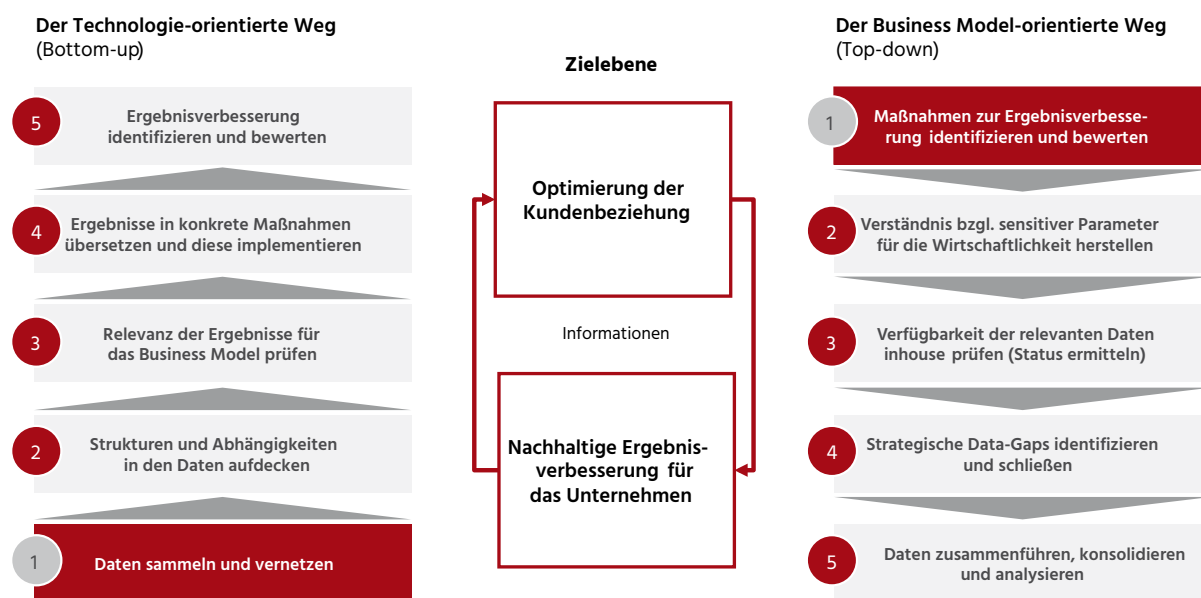 Der Technologie-orientierte Weg
(Bottom-up)
5
Ergebnisverbesserung
identifizieren und bewerten
4
Ergebnisse in konkrete Maßnahmen
übersetzen und diese implementieren
3
Relevanz der Ergebnisse für
das Business Model prüfen
2
Strukturen und Abhängigkeiten
in den Daten aufdecken
1
Daten sammeln und vernetzen
Zielebene
Optimierung der
Kundenbeziehung
Informationen
Nachhaltige Ergebnis-
verbesserung für
das Unternehmen
Der Business Model-orientierte Weg
(Top-down)
1
Maßnahmen zur Ergebnisverbesse-
rung identifizieren und bewerten
2
Verständnis bzgl. sensitiver Parameter
für die Wirtschaftlichkeit herstellen
3
Verfügbarkeit der relevanten Daten
inhouse prüfen (Status ermitteln)
4
Strategische Data-Gaps identifizieren
und schließen
5
Daten zusammenführen, konsolidieren
und analysieren